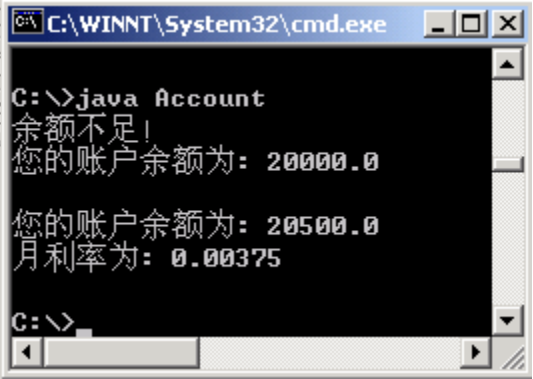 C:\WINNT\System32\cmd.exe
C:\>java Account
余额不足!
您的账户余额为: 20000.0
您的账户余额为: 20500.0
月利率为: 0.00375
C:\>_